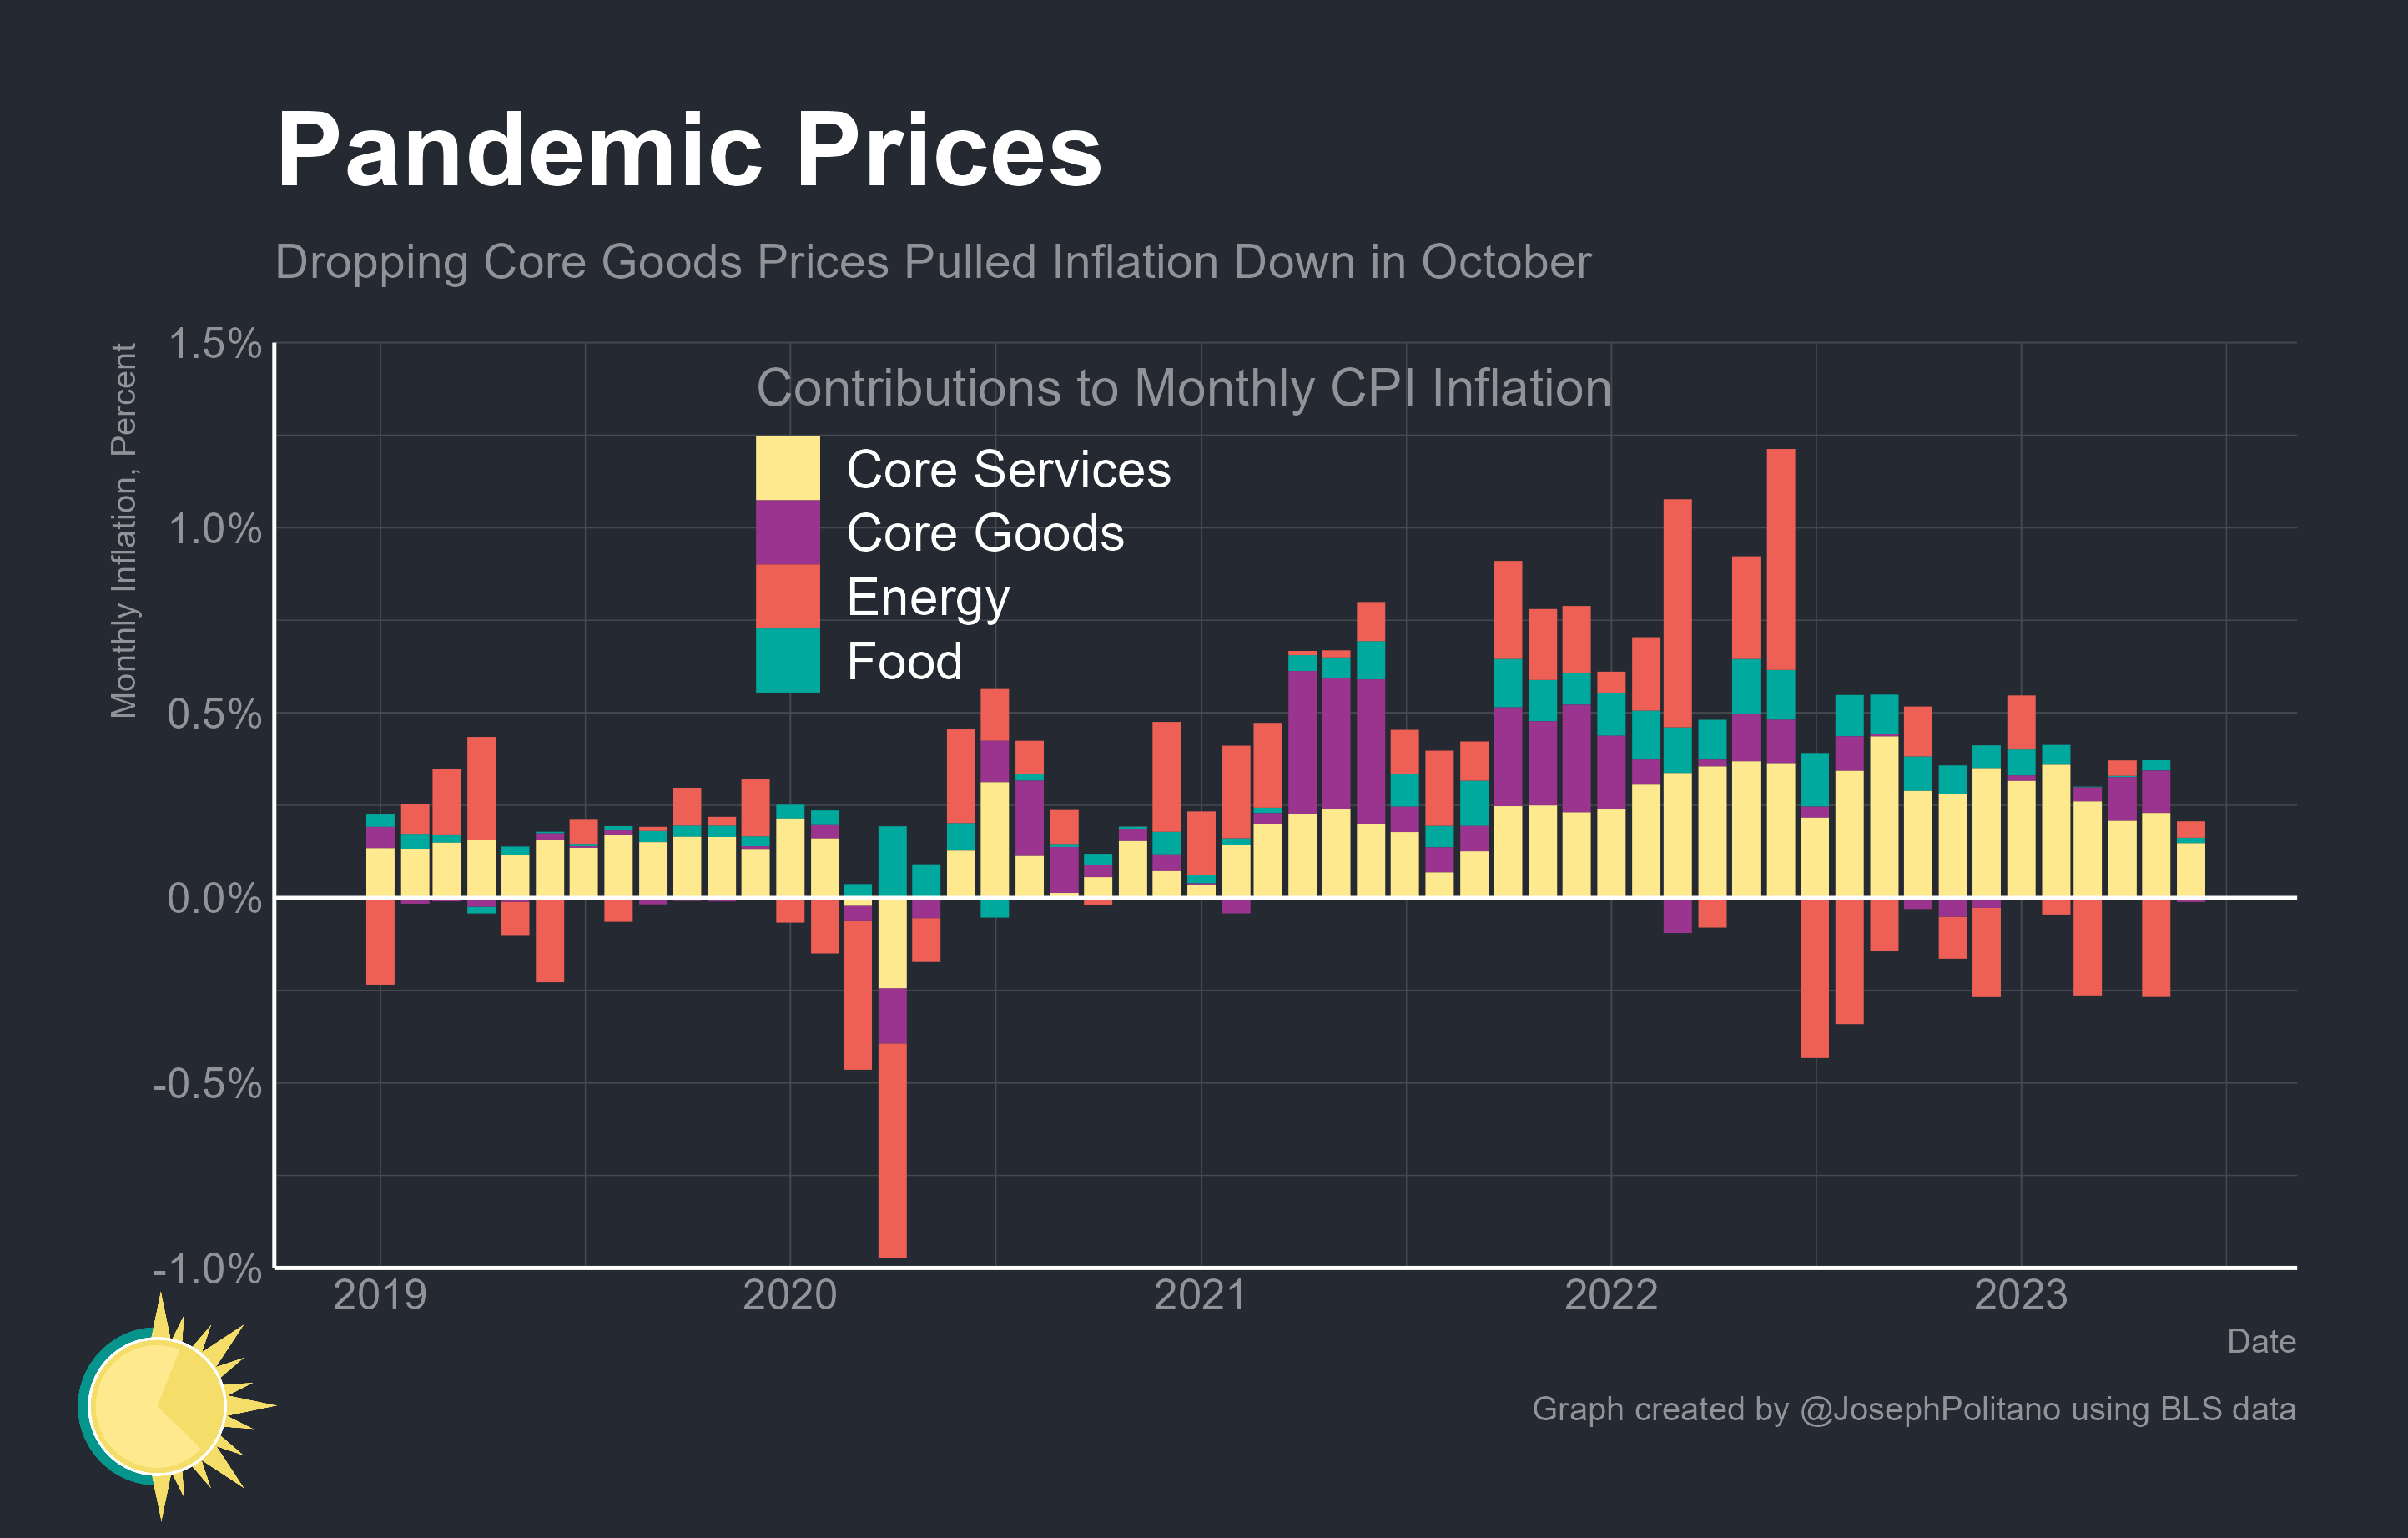 Pandemic Prices
Dropping Core Goods Prices Pulled Inflation Down in October
Monthly Inflation, Percent
1.5%
1.0%
0.5%
0.0%
-0.5%
-1.0%
Contributions to Monthly CPI Inflation
Core Services
Core Goods
Energy
Food
2019 2020 2021 2022 2023
Date
Graph created by @JosephPolitano using BLS data